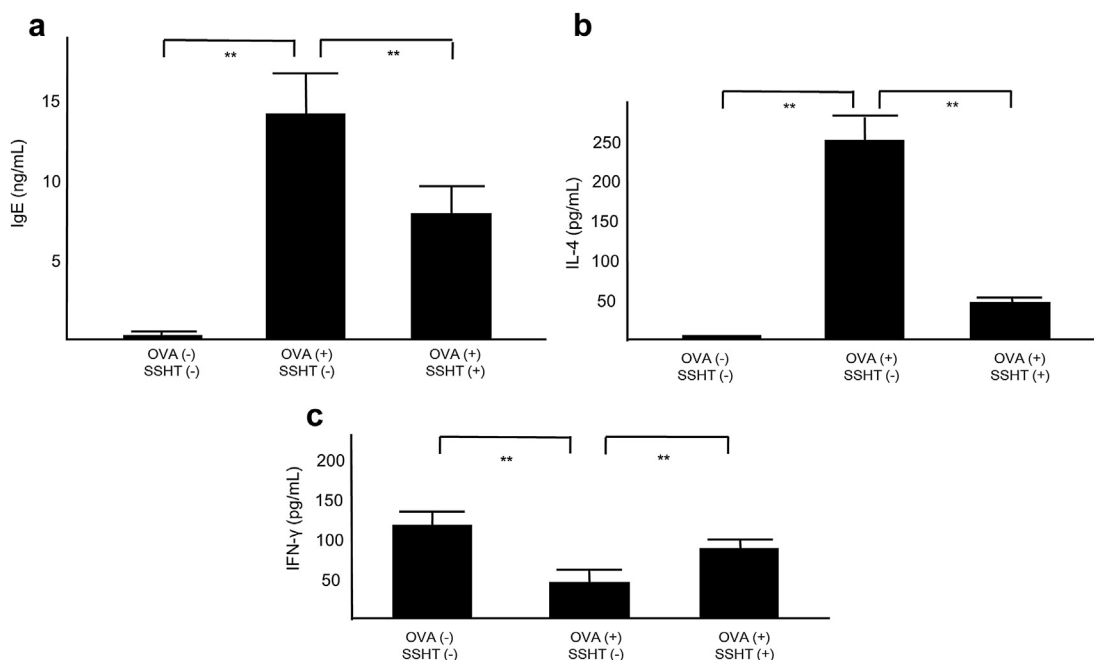 a
IgE (ng/mL)
15
10
5
** **
OVA (-) OVA (+) OVA (+)
SSHT (-) SSHT (-) SSHT (+)
b
IL-4 (pg/mL)
250
200
150
100
50
** **
OVA (-) OVA (+) OVA (+)
SSHT (-) SSHT (-) SSHT (+)
c
IFN-γ (pg/mL)
200
150
100
50
** **
OVA (-) OVA (+) OVA (+)
SSHT (-) SSHT (-) SSHT (+)